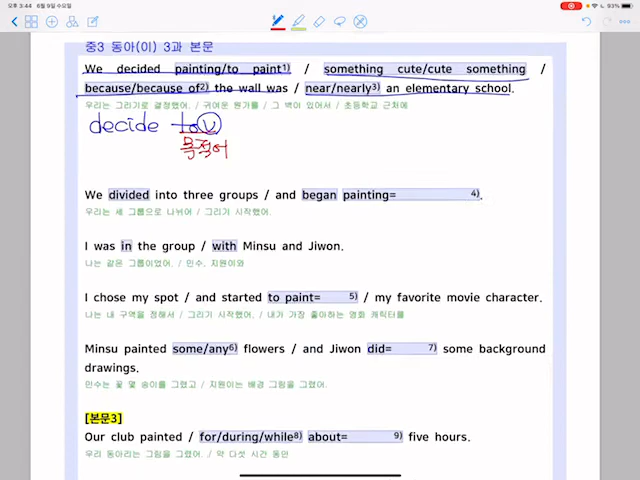 오후 3:44 6월 9일 수요일
93%
중3 동아(이) 3과 본문
We decided painting/to paint1) / something cute/cute something /
because/because of2) the wall was / near/nearly3) an elementary school.
우리는 그리기로 결정했어. / 귀여운 뭔가를 / 그 벽이 있어서 / 초등학교 근처에
decide to ⓥ
목적어
We divided into three groups / and began painting= 4).
우리는 세 그룹으로 나뉘어 / 그리기 시작했어.
I was in the group / with Minsu and Jiwon.
나는 같은 그룹이었어. / 민수, 지원이와
I chose my spot / and started to paint= 5) / my favorite movie character.
나는 내 구역을 정해서 / 그리기 시작했어. / 내가 가장 좋아하는 영화 캐릭터를
Minsu painted some/any6) flowers / and Jiwon did= 7) some background
drawings.
민수는 꽃 몇 송이를 그렸고 / 지원이는 배경 그림을 그렸어.
[본문3]
Our club painted / for/during/while8) about= 9) five hours.
우리 동아리는 그림을 그렸어. / 약 다섯 시간 동안